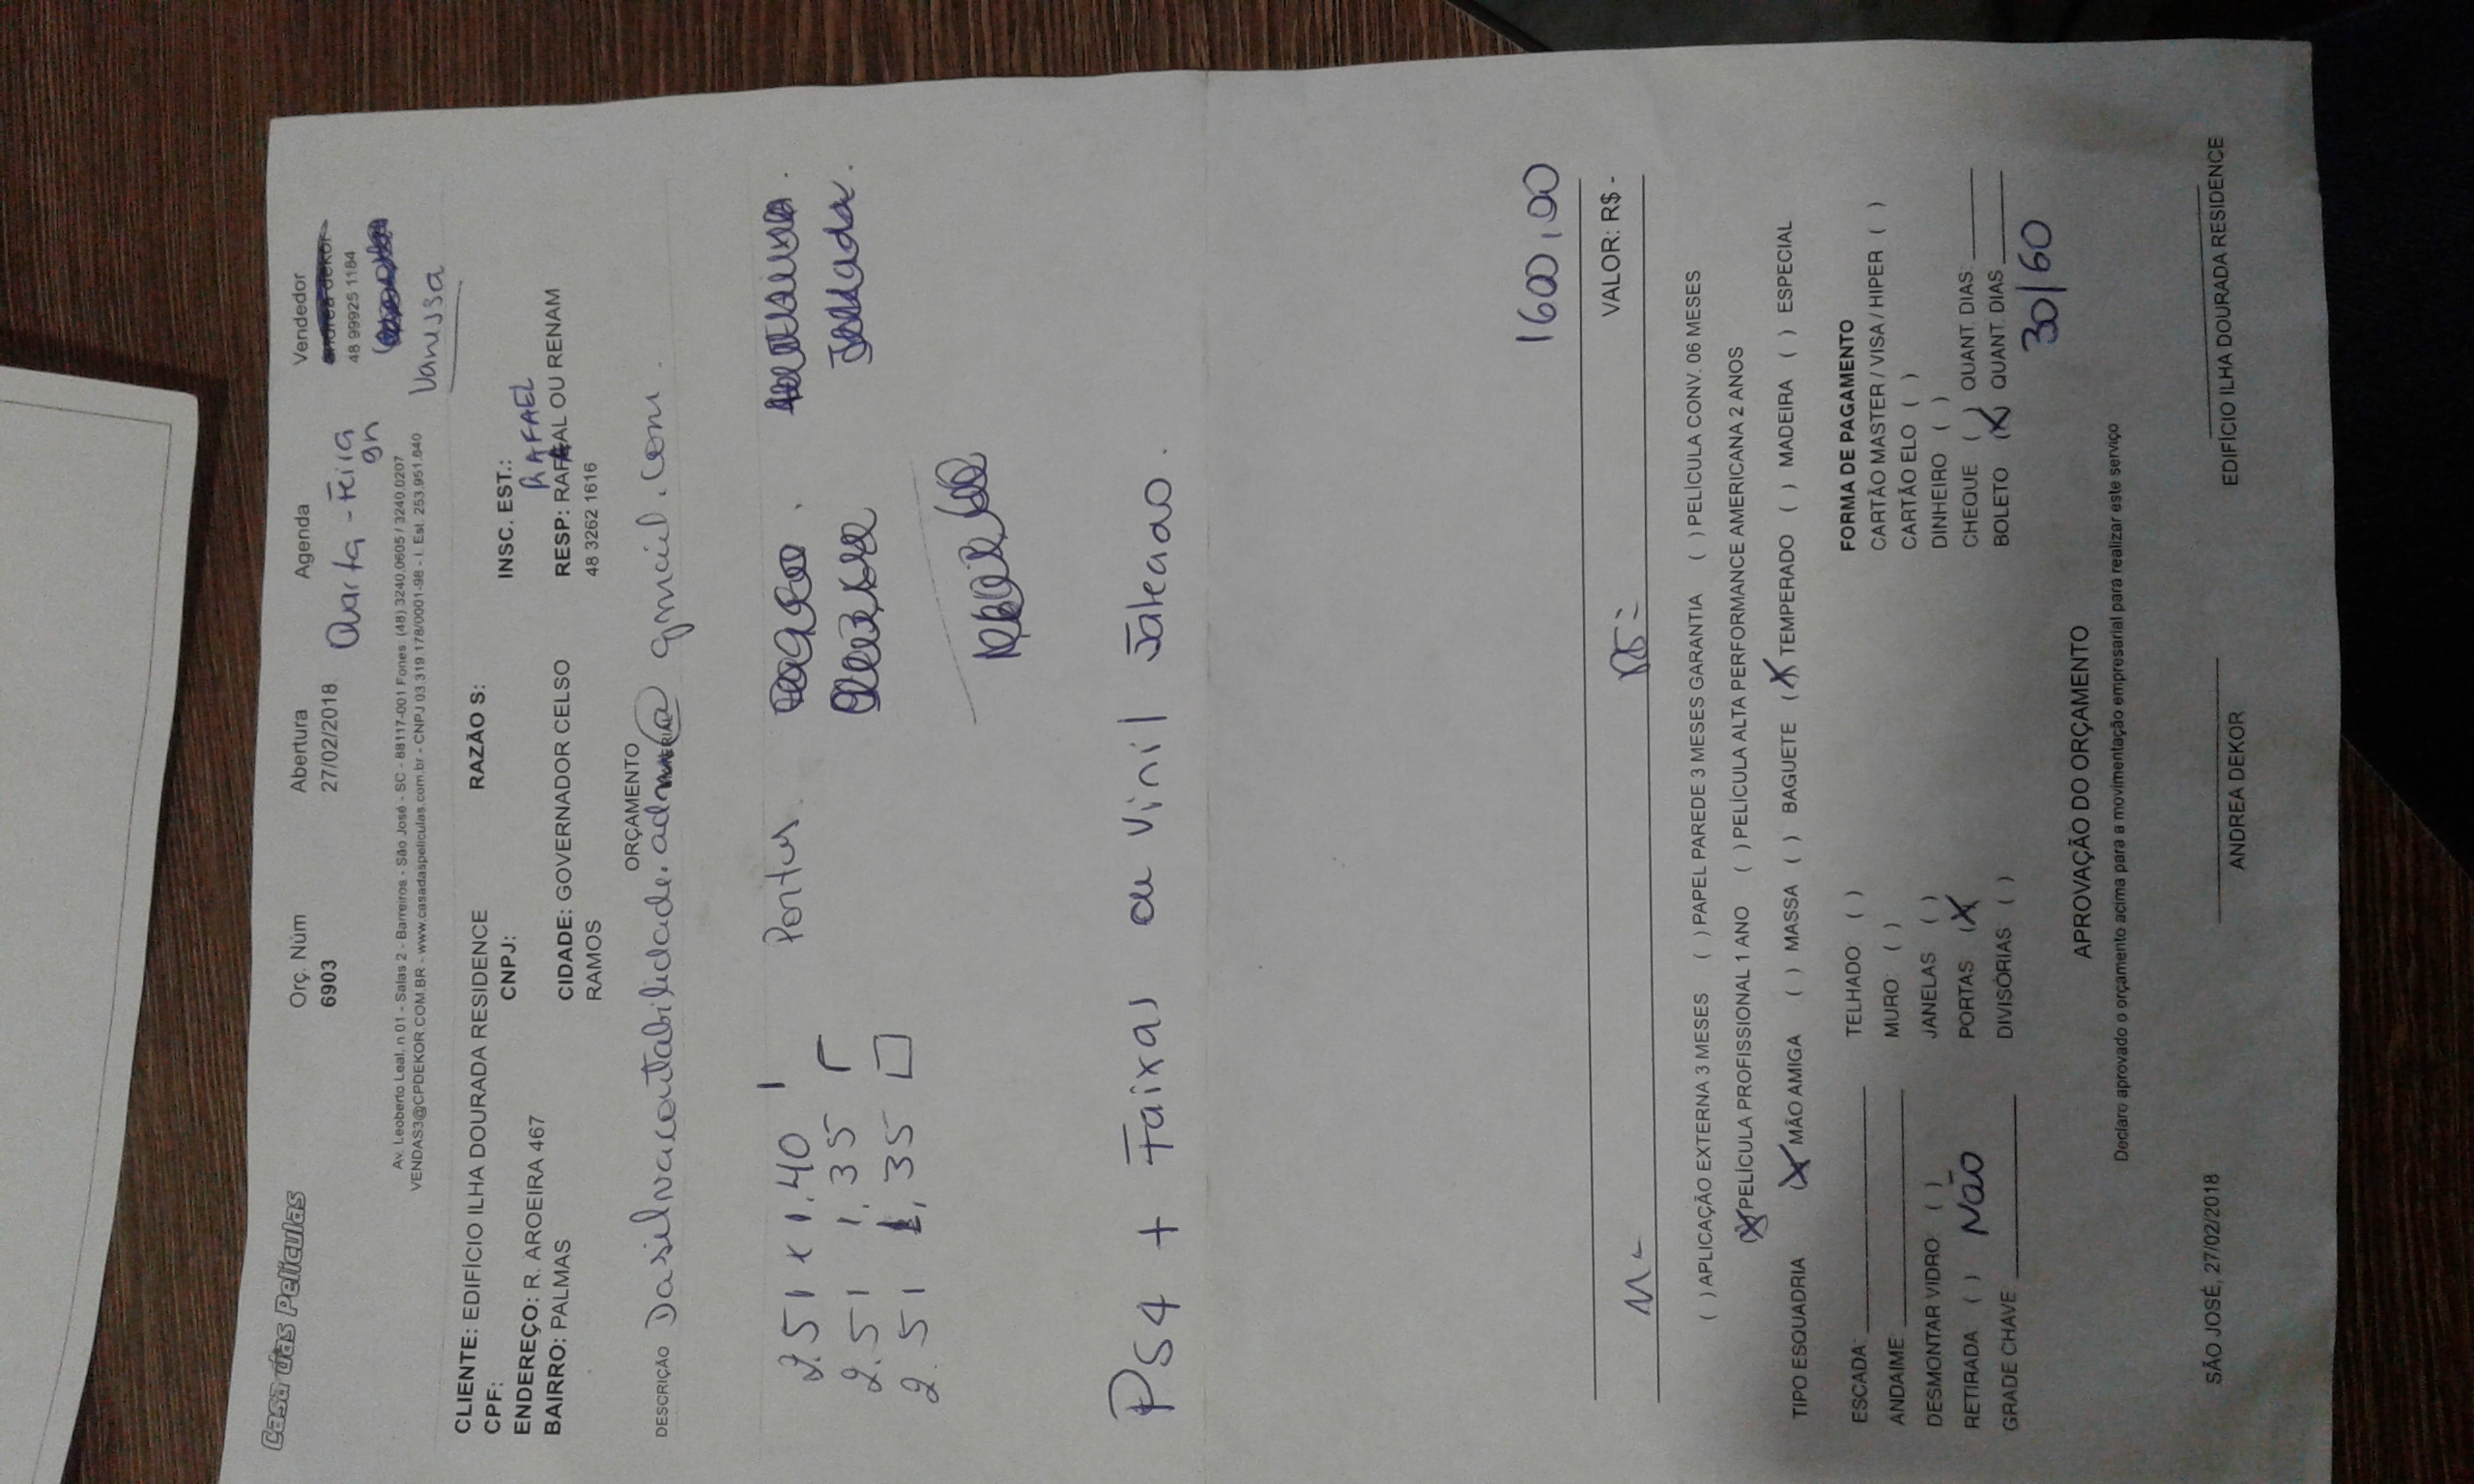 Casa das Películas
Orç. Núm Abertura Agenda Vendedor
6903 27/02/2018 Quarta-Feira
48 99925 1184
Vanussa
Av. Leoberto Leal, n 01 - Salas 2 - Barreiros - São José - SC - 88117-001 Fones: (48) 3240.0605 / 3240.0207
VENDAS3@CPDEKOR.COM.BR - www.casadaspeliculas.com.br - CNPJ 03.319.178/0001-98 - I. Est. 253.951.640
CLIENTE: EDIFÍCIO ILHA DOURADA RESIDENCE RAZÃO S:
CPF: CNPJ: INSC. EST.:
RAFAEL
ENDEREÇO: R. AROEIRA 467
BAIRRO: PALMAS CIDADE: GOVERNADOR CELSO RAMOS RESP: RAFAAL OU RENAM
48 3262 1616
ORÇAMENTO
DESCRIÇÃO Dasilvacontabilidade.adm@gmail.com.
2.51 x 1.40 Portas.
2.51 1.35
2.51 1,35
PS4 + Faixas de Vinil Jateado.
1600,00
VALOR: R$ -
( ) APLICAÇÃO EXTERNA 3 MESES ( ) PAPEL PAREDE 3 MESES GARANTIA ( ) PELÍCULA CONV. 06 MESES
(X) PELÍCULA PROFISSIONAL 1 ANO ( ) PELÍCULA ALTA PERFORMANCE AMERICANA 2 ANOS
TIPO ESQUADRIA (X MÃO AMIGA ( ) MASSA ( ) BAGUETE (X TEMPERADO ( ) MADEIRA ( ) ESPECIAL
ESCADA: TELHADO ( ) FORMA DE PAGAMENTO
ANDAIME: MURO: ( ) CARTÃO MASTER / VISA / HIPER ( )
DESMONTAR VIDRO: ( ) JANELAS ( ) CARTÃO ELO ( )
RETIRADA ( ) Não PORTAS (X DINHEIRO ( )
GRADE CHAVE: DIVISÓRIAS: ( ) CHEQUE ( ) QUANT. DIAS:
BOLETO (X) QUANT. DIAS
30/60
APROVAÇÃO DO ORÇAMENTO
Declaro aprovado o orçamento acima para a movimentação empresarial para realizar este serviço
SÃO JOSÉ, 27/02/2018
ANDREA DEKOR EDIFÍCIO ILHA DOURADA RESIDENCE